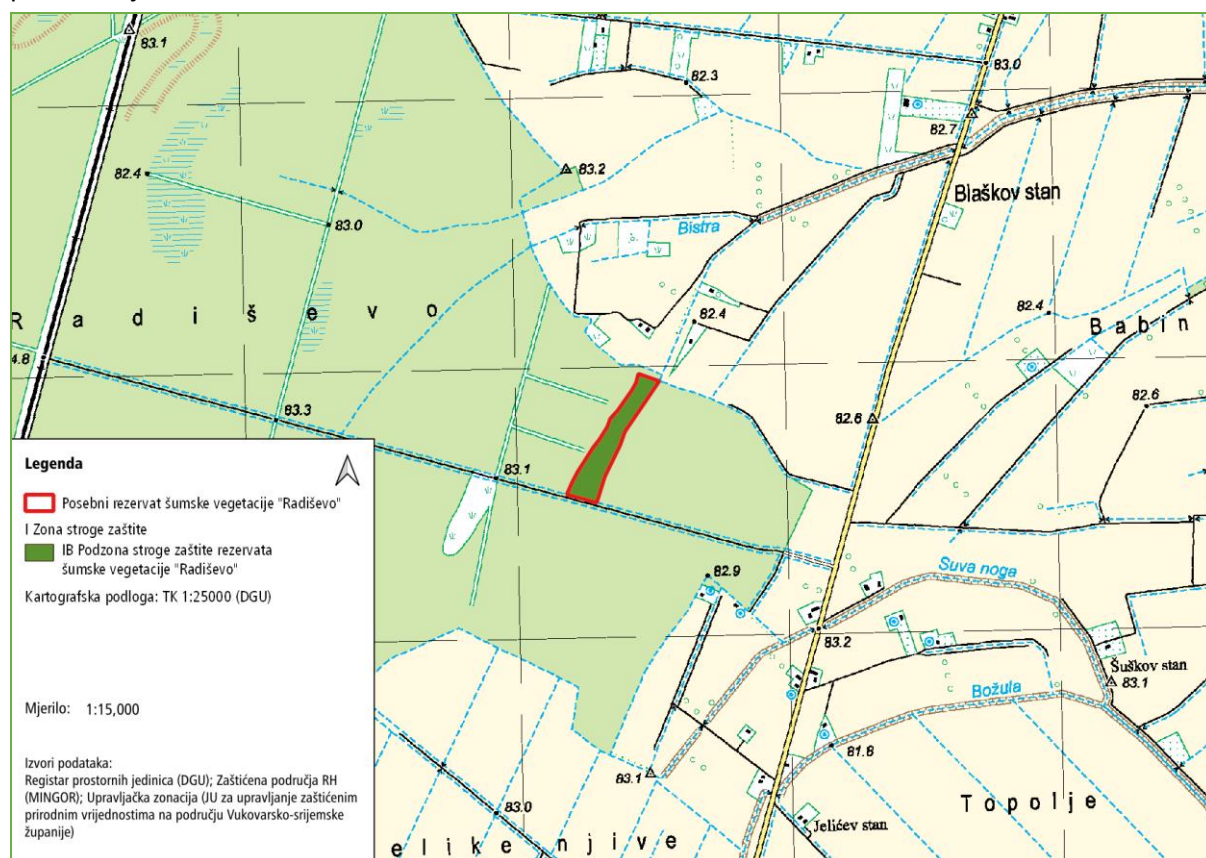 83.1
82.3
83.0
82.7
82.4
83.2
Blaškov stan
83.0
Bistra
R a d i š e v o
82.4
82.4
Babin
4.8
83.3
82.6
82.6
83.1
Legenda
Posebni rezervat šumske vegetacije "Radiševo"
I Zona stroge zaštite
IB Podzona stroge zaštite rezervata
šumske vegetacije "Radiševo"
Kartografska podloga: TK 1:25000 (DGU)
Mjerilo: 1:15,000
Izvori podataka:
Registar prostornih jedinica (DGU); Zaštićena područja RH
(MINGOR); Upravljačka zonacija (JU za upravljanje zaštićenim
prirodnim vrijednostima na području Vukovarsko-srijemske
županije)
82.9
Suva noga
83.2
Šuškov stan
83.1
Božula
81.6
83.1
83.0
Topolje
Jelićev stan
e l i k e n j i v e